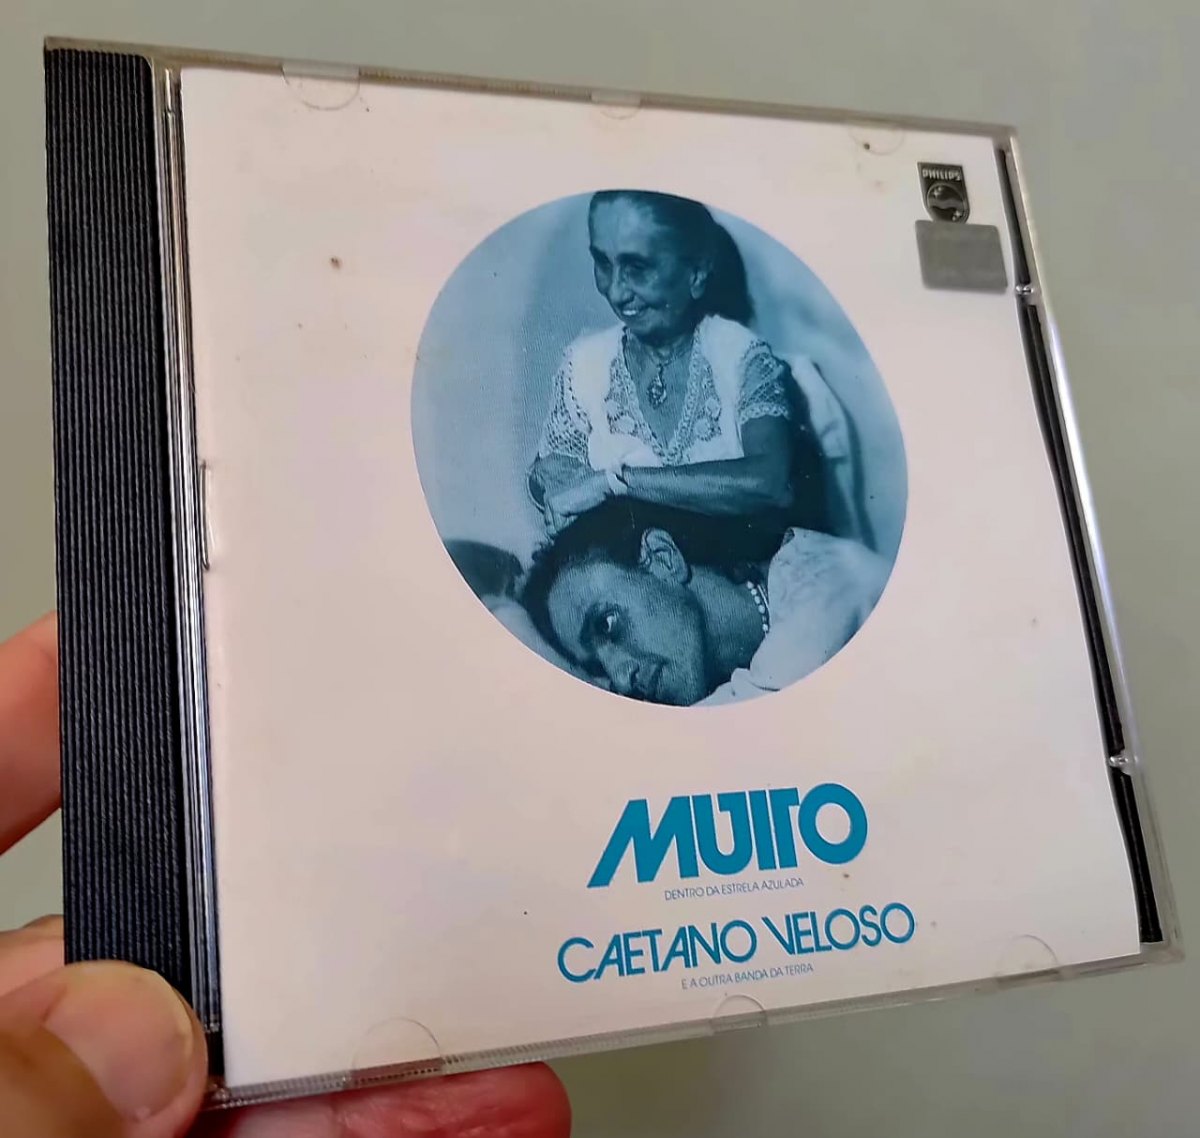 PHILIPS
MUITO
DENTRO DA ESTRELA AZULADA
CAETANO VELOSO
E A OUTRA BANDA DA TERRA